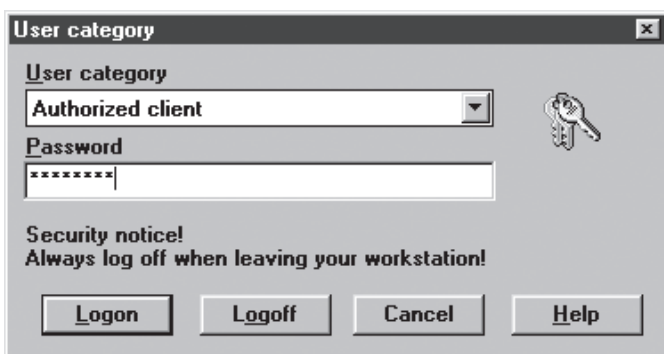 User category
User category
Authorized client
Password
********
Security notice!
Always log off when leaving your workstation!
Logon Logoff Cancel Help